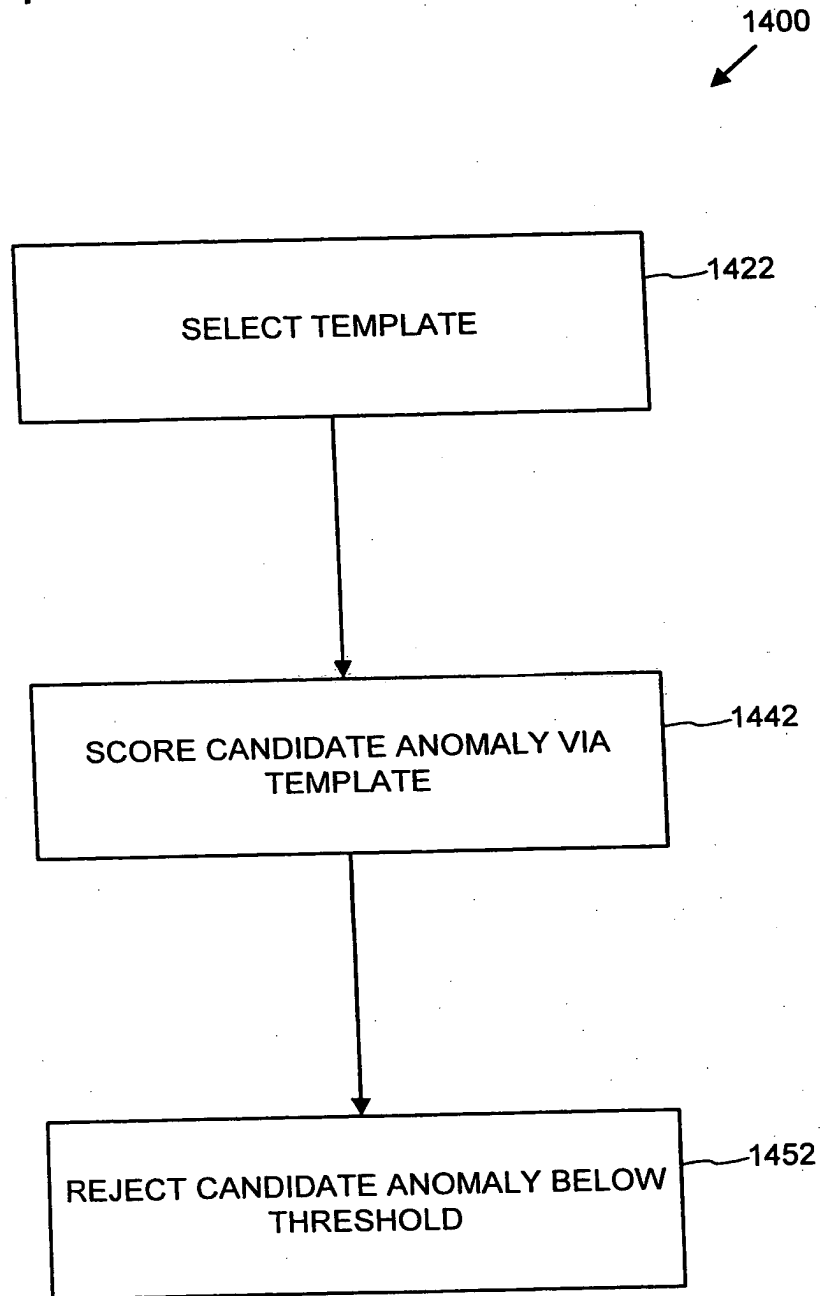 1400
SELECT TEMPLATE
1422
SCORE CANDIDATE ANOMALY VIA
TEMPLATE
1442
REJECT CANDIDATE ANOMALY BELOW
THRESHOLD
1452